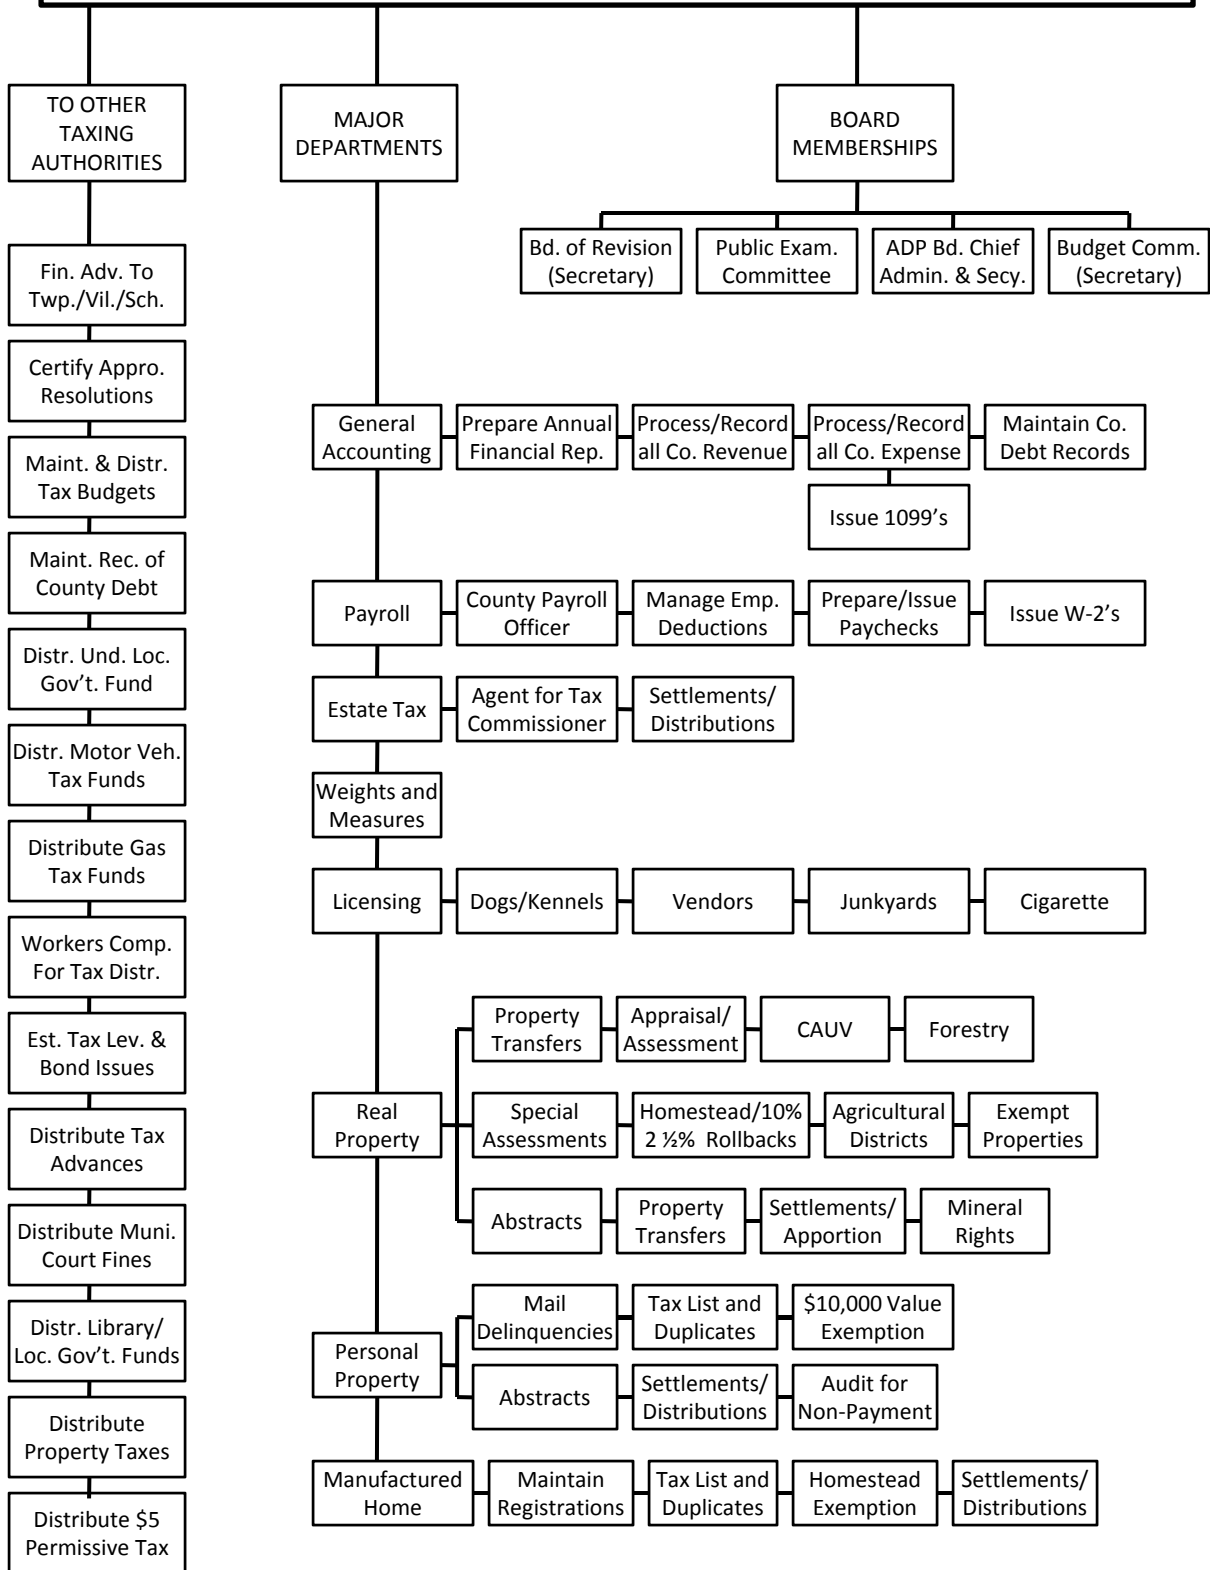 TO OTHER
TAXING
AUTHORITIES
MAJOR
DEPARTMENTS
BOARD
MEMBERSHIPS
Bd. of Revision
(Secretary)
Public Exam.
Committee
ADP Bd. Chief
Admin. & Secy.
Budget Comm.
(Secretary)
Fin. Adv. To
Twp./Vil./Sch.
Certify Appro.
Resolutions
Maint. & Distr.
Tax Budgets
Maint. Rec. of
County Debt
Distr. Und. Loc.
Gov’t. Fund
Distr. Motor Veh.
Tax Funds
Distribute Gas
Tax Funds
Workers Comp.
For Tax Distr.
Est. Tax Lev. &
Bond Issues
Distribute Tax
Advances
Distribute Muni.
Court Fines
Distr. Library/
Loc. Gov’t. Funds
Distribute
Property Taxes
Distribute $5
Permissive Tax
General
Accounting
Prepare Annual
Financial Rep.
Process/Record
all Co. Revenue
Process/Record
all Co. Expense
Maintain Co.
Debt Records
Issue 1099’s
Payroll
County Payroll
Officer
Manage Emp.
Deductions
Prepare/Issue
Paychecks
Issue W-2’s
Estate Tax
Agent for Tax
Commissioner
Settlements/
Distributions
Weights and
Measures
Licensing
Dogs/Kennels
Vendors
Junkyards
Cigarette
Real
Property
Property
Transfers
Appraisal/
Assessment
CAUV
Forestry
Special
Assessments
Homestead/10%
2 ½% Rollbacks
Agricultural
Districts
Exempt
Properties
Abstracts
Property
Transfers
Settlements/
Apportion
Mineral
Rights
Personal
Property
Mail
Delinquencies
Tax List and
Duplicates
$10,000 Value
Exemption
Abstracts
Settlements/
Distributions
Audit for
Non-Payment
Manufactured
Home
Maintain
Registrations
Tax List and
Duplicates
Homestead
Exemption
Settlements/
Distributions